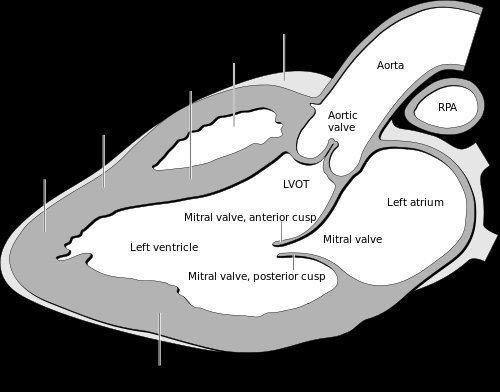 Aorta
RPA
Aortic
valve
LVOT
Left atrium
Mitral valve, anterior cusp
Mitral valve
Left ventricle
Mitral valve, posterior cusp